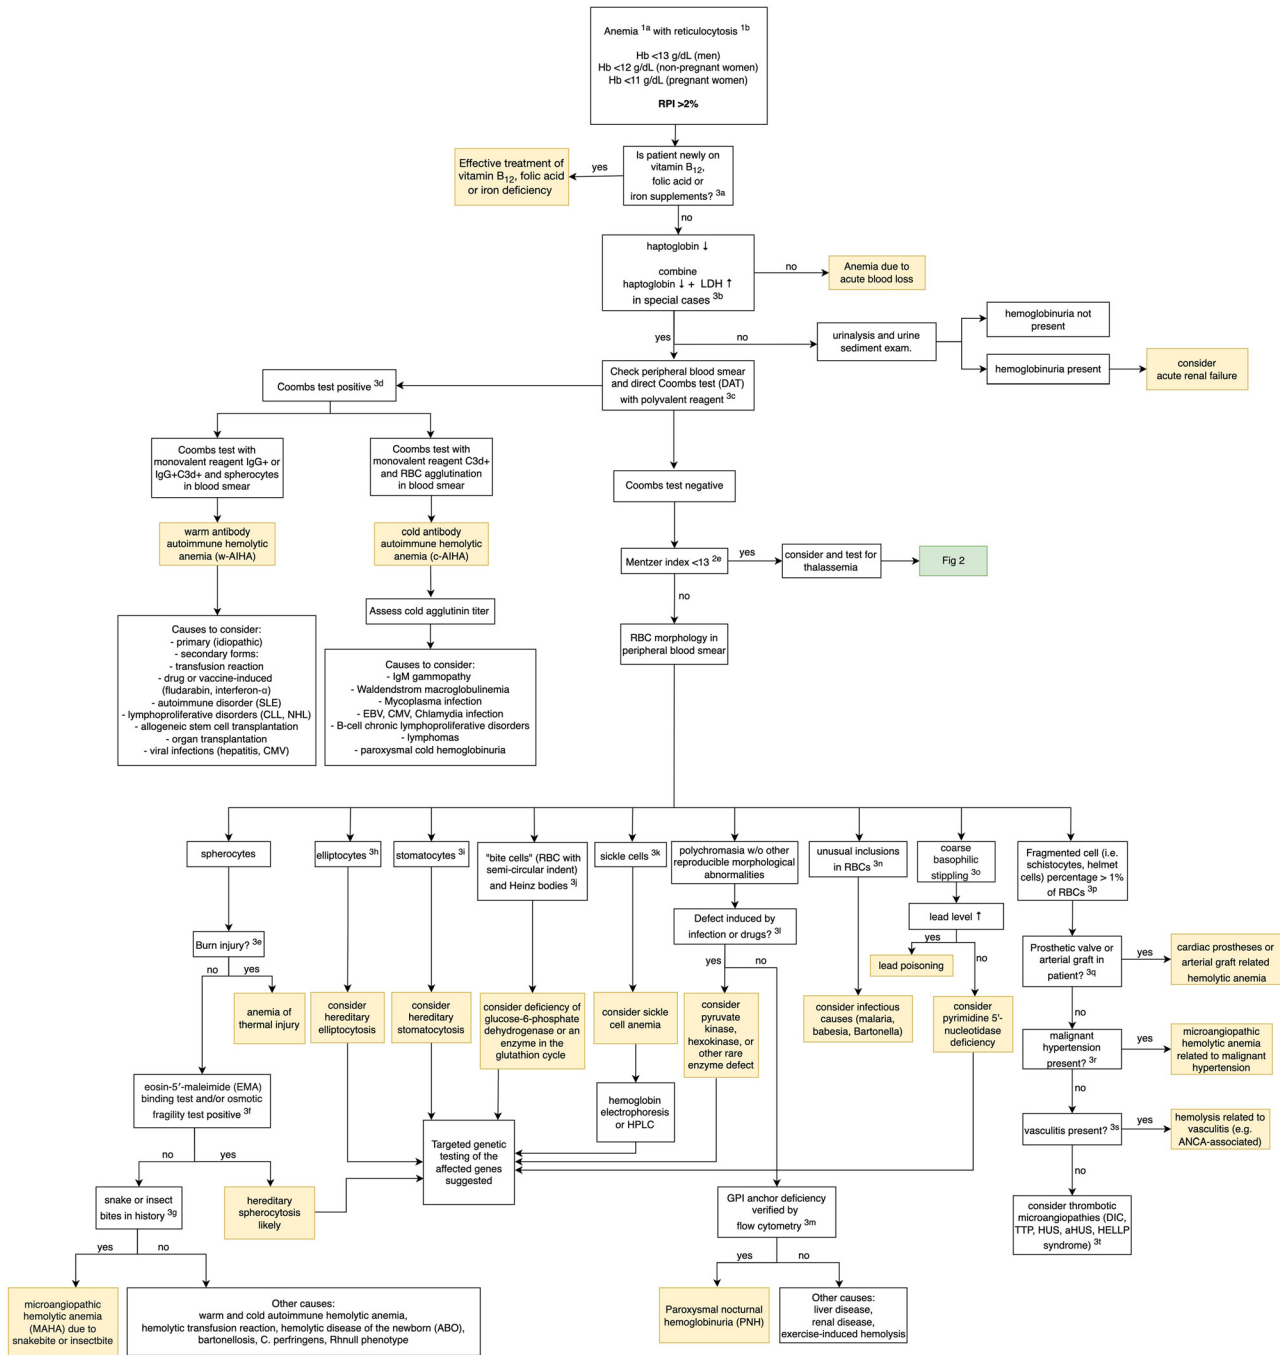 Anemia 1a with reticulocytosis 1b
Hb <13 g/dL (men)
Hb <12 g/dL (non-pregnant women)
Hb <11 g/dL (pregnant women)
RPI >2%
Is patient newly on
vitamin B12,
folic acid or
iron supplements? 3a
yes
Effective treatment of
vitamin B12, folic acid
or iron deficiency
no
haptoglobin ↓
combine
haptoglobin ↓ + LDH ↑
in special cases 3b
no
Anemia due to
acute blood loss
yes
no
urinalysis and urine
sediment exam.
hemoglobinuria not
present
hemoglobinuria present
consider
acute renal failure
Check peripheral blood smear
and direct Coombs test (DAT)
with polyvalent reagent 3c
Coombs test positive 3d
Coombs test with
monovalent reagent IgG+ or
IgG+C3d+ and spherocytes
in blood smear
Coombs test with
monovalent reagent C3d+
and RBC agglutination
in blood smear
warm antibody
autoimmune hemolytic
anemia (w-AIHA)
cold antibody
autoimmune hemolytic
anemia (c-AIHA)
Assess cold agglutinin titer
Causes to consider:
- primary (idiopathic)
- secondary forms:
- transfusion reaction
- drug or vaccine-induced
(fludarabin, interferon-α)
- autoimmune disorder (SLE)
- lymphoproliferative disorders (CLL, NHL)
- allogeneic stem cell transplantation
- organ transplantation
- viral infections (hepatitis, CMV)
Causes to consider:
- IgM gammopathy
- Waldendstrom macroglobulinemia
- Mycoplasma infection
- EBV, CMV, Chlamydia infection
- B-cell chronic lymphoproliferative disorders
- lymphomas
- paroxysmal cold hemoglobinuria
Coombs test negative
Mentzer index <13 2e
yes
consider and test for
thalassemia
Fig 2
no
RBC morphology in
peripheral blood smear
spherocytes
elliptocytes 3h
stomatocytes 3i
"bite cells" (RBC with
semi-circular indent)
and Heinz bodies 3j
sickle cells 3k
polychromasia w/o other
reproducible morphological
abnormalities
unusual inclusions
in RBCs 3n
coarse
basophilic
stippling 3o
Fragmented cell (i.e.
schistocytes, helmet
cells) percentage > 1%
of RBCs 3p
Burn injury? 3e
no
yes
anemia of
thermal injury
consider
hereditary
elliptocytosis
consider
hereditary
stomatocytosis
consider deficiency of
glucose-6-phosphate
dehydrogenase or an
enzyme in the
glutathion cycle
consider sickle
cell anemia
hemoglobin
electrophoresis
or HPLC
Defect induced by
infection or drugs? 3l
yes
no
consider
pyruvate
kinase,
hexokinase, or
other rare
enzyme defect
consider infectious
causes (malaria,
babesia, Bartonella)
lead level ↑
yes
no
lead poisoning
consider
pyrimidine 5'-
nucleotidase
deficiency
Prosthetic valve or
arterial graft in
patient? 3q
yes
cardiac prostheses or
arterial graft related
hemolytic anemia
no
malignant
hypertension
present? 3r
yes
microangiopathic
hemolytic anemia
related to malignant
hypertension
no
vasculitis present? 3s
yes
hemolysis related to
vasculitis (e.g.
ANCA-associated)
no
consider thrombotic
microangiopathies (DIC,
TTP, HUS, aHUS, HELLP
syndrome) 3t
eosin-5′-maleimide (EMA)
binding test and/or osmotic
fragility test positive 3f
no
yes
snake or insect
bites in history 3g
hereditary
spherocytosis
likely
Targeted genetic
testing of the
affected genes
suggested
GPI anchor deficiency
verified by
flow cytometry 3m
yes
no
yes
no
microangiopathic
hemolytic anemia
(MAHA) due to
snakebite or insectbite
Other causes:
warm and cold autoimmune hemolytic anemia,
hemolytic transfusion reaction, hemolytic disease of the newborn (ABO),
bartonellosis, C. perfringens, Rhnull phenotype
Paroxysmal nocturnal
hemoglobinuria (PNH)
Other causes:
liver disease,
renal disease,
exercise-induced hemolysis